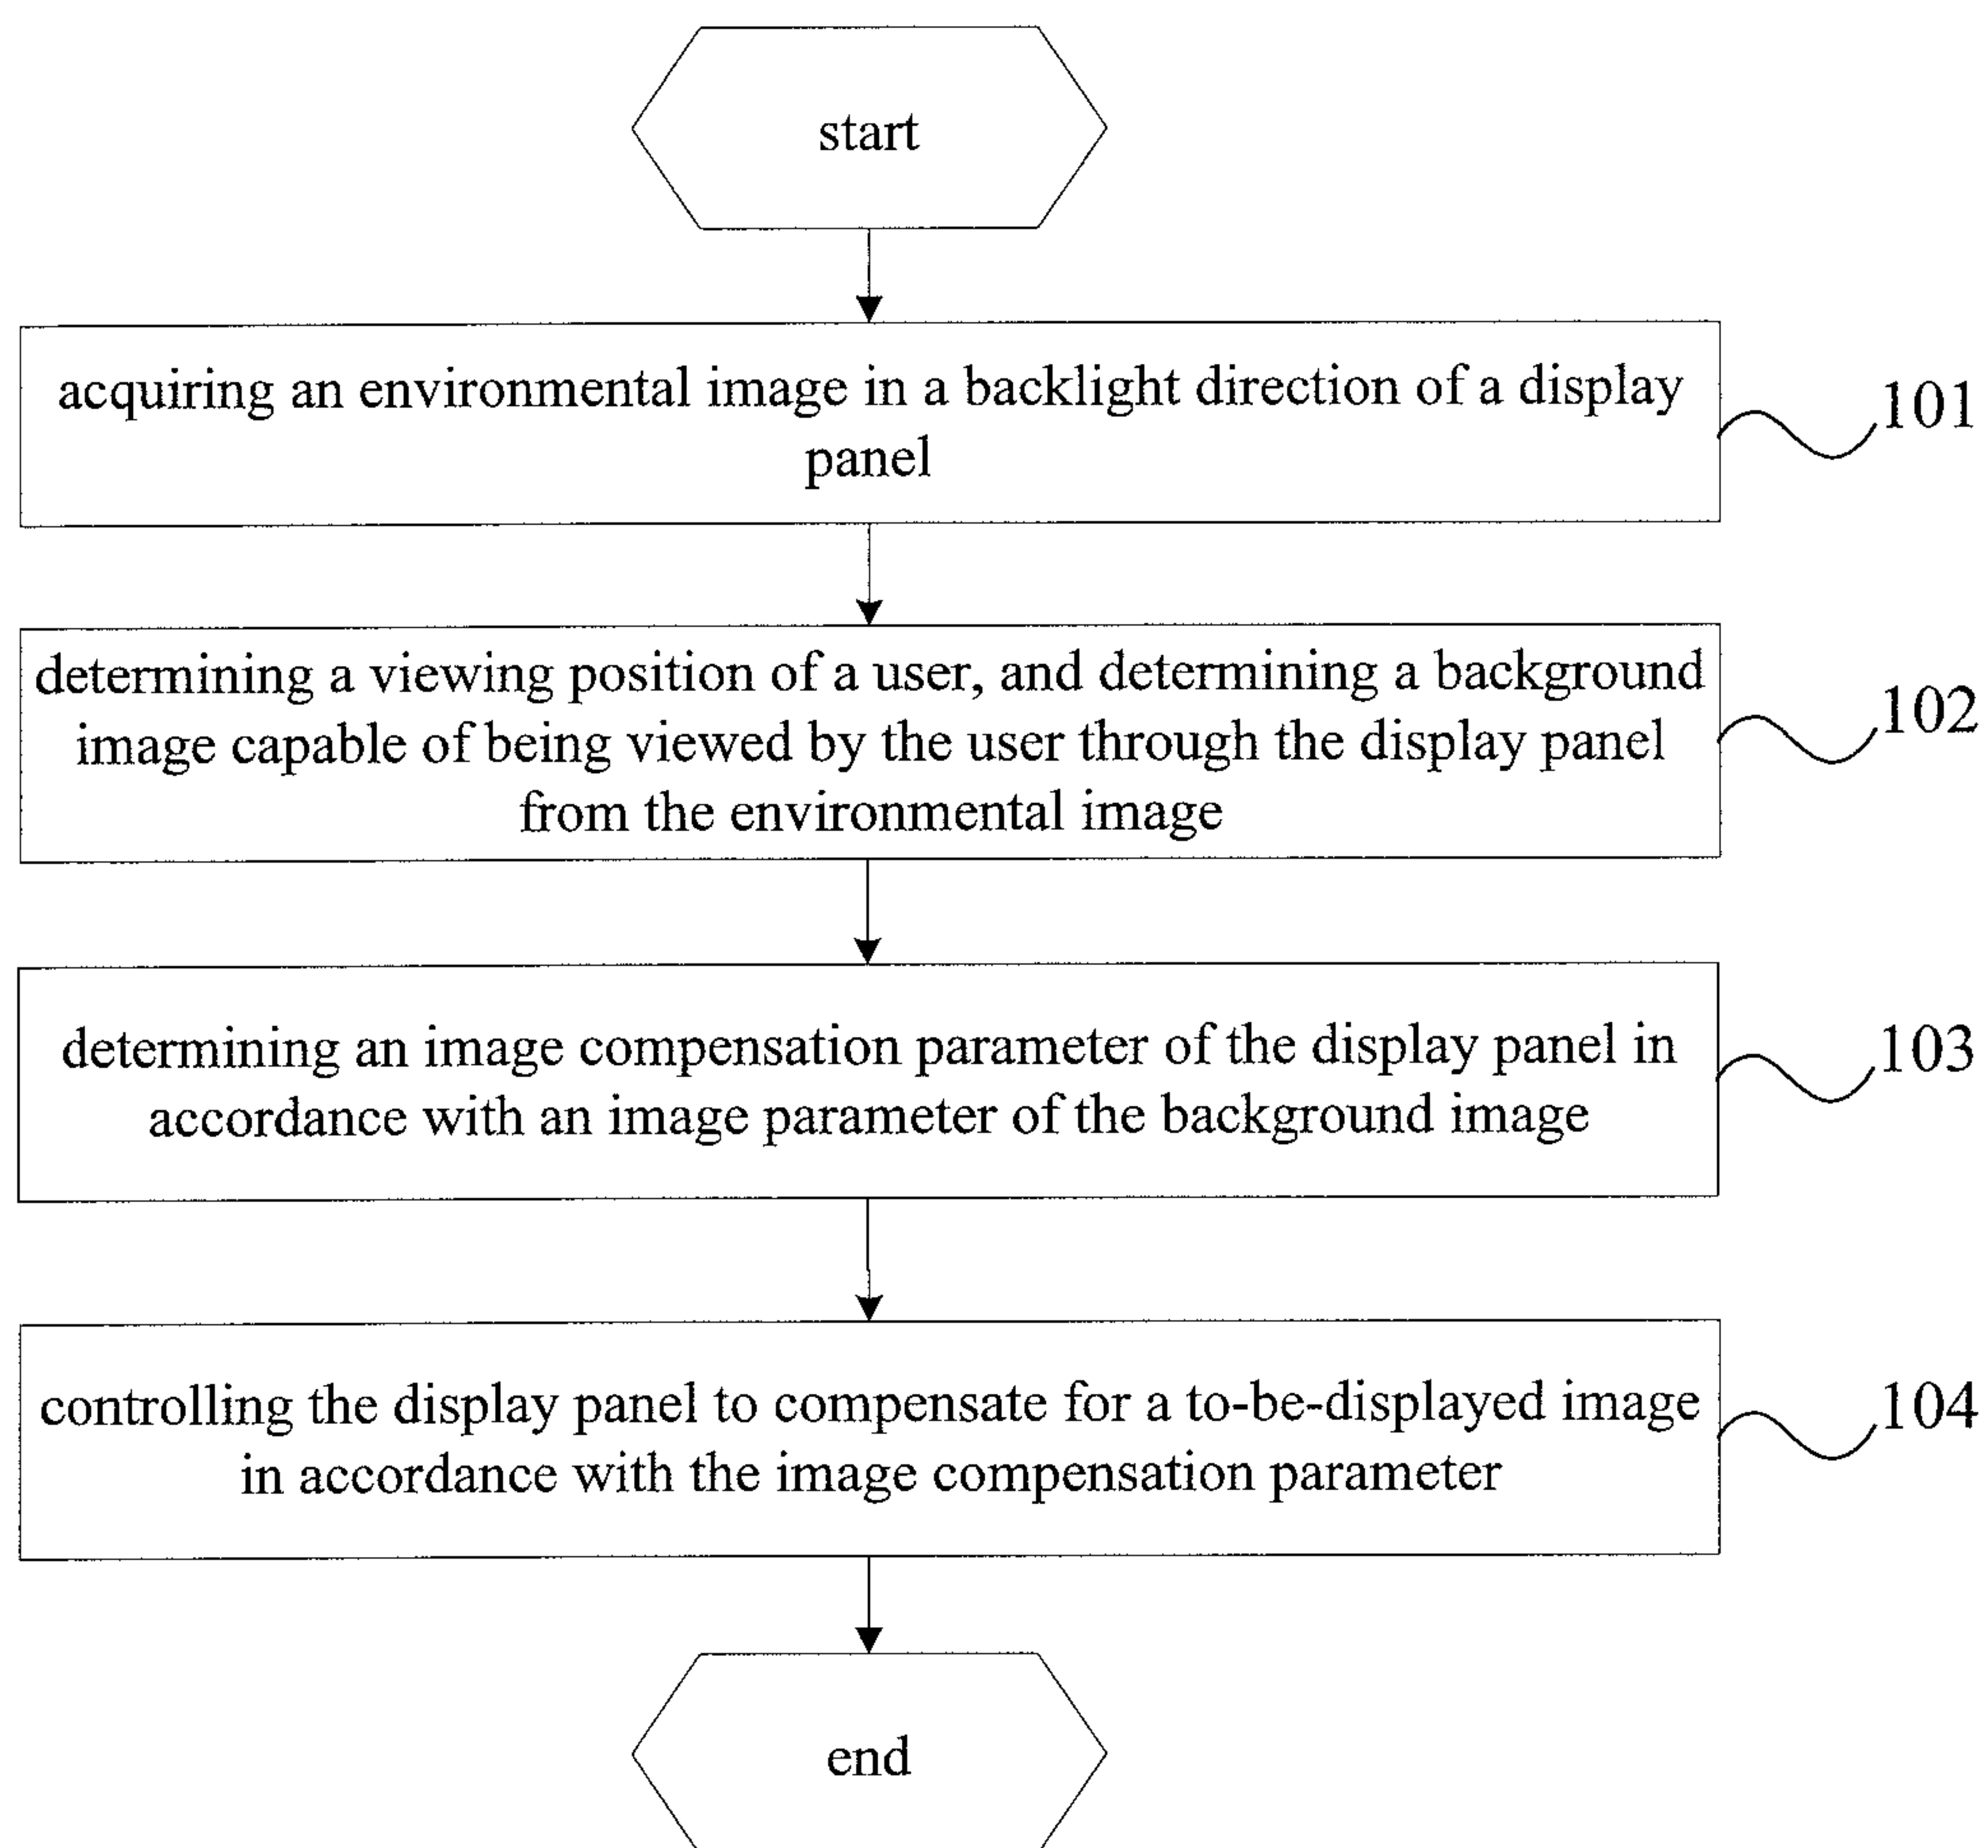 start
acquiring an environmental image in a backlight direction of a display
panel
101
determining a viewing position of a user, and determining a background
image capable of being viewed by the user through the display panel
from the environmental image
102
determining an image compensation parameter of the display panel in
accordance with an image parameter of the background image
103
controlling the display panel to compensate for a to-be-displayed image
in accordance with the image compensation parameter
104
end